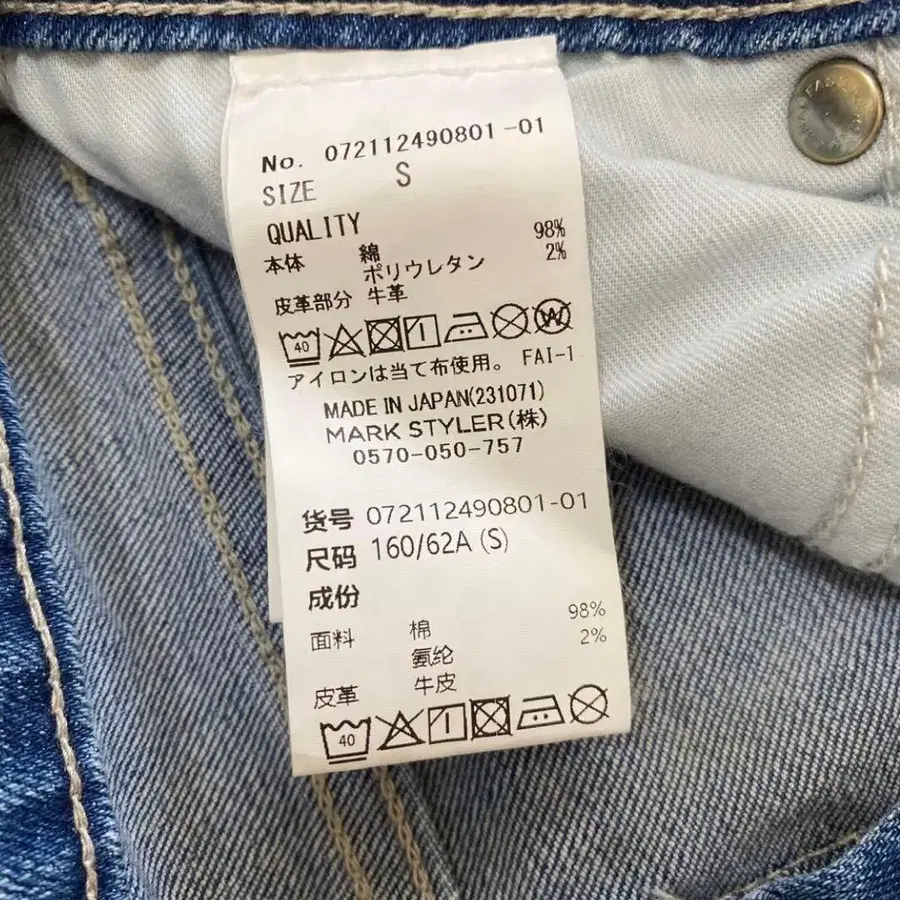 No. 072112490801-01
SIZE S
QUALITY
本体 綿 98%
ポリウレタン 2%
皮革部分 牛革
40
アイロンは当て布使用。 FAI-1
MADE IN JAPAN(231071)
MARK STYLER(株)
0570-050-757
货号 072112490801-01
尺码 160/62A (S)
成份
面料 棉 98%
氨纶 2%
皮革 牛皮
40